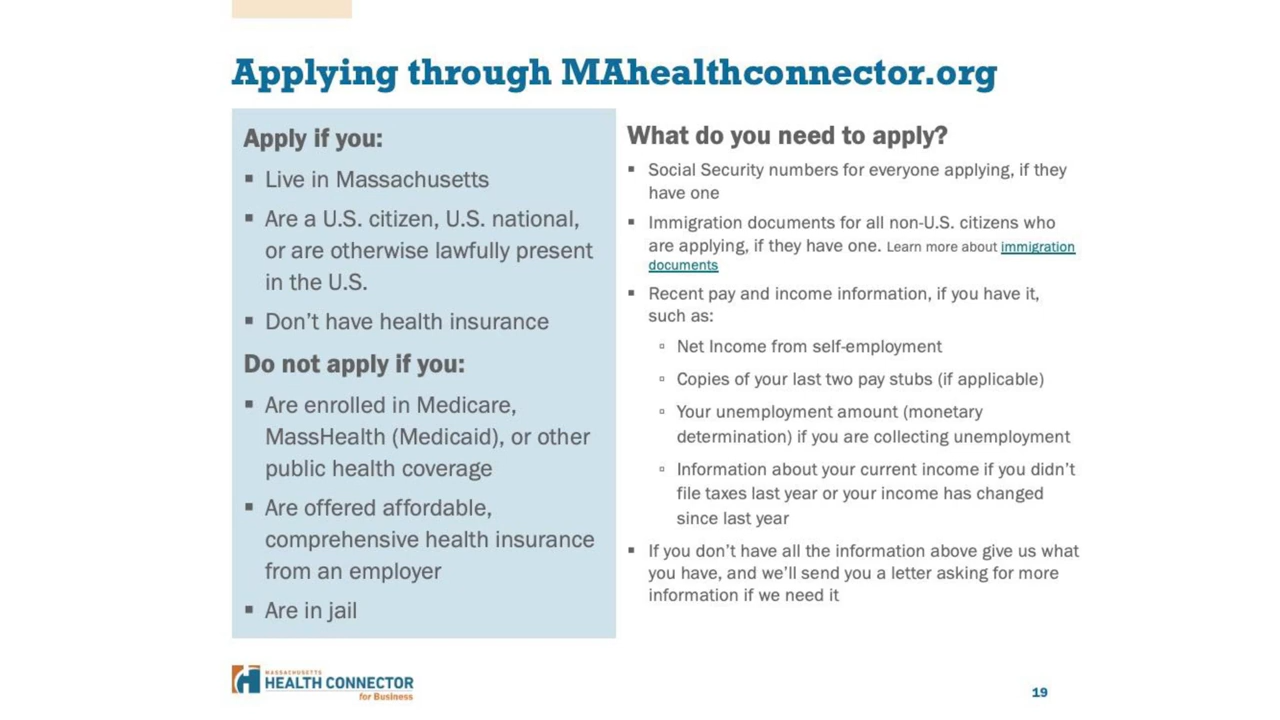 Applying through MAhealthconnector.org
Apply if you:
▪ Live in Massachusetts
▪ Are a U.S. citizen, U.S. national,
or are otherwise lawfully present
in the U.S.
▪ Don’t have health insurance
Do not apply if you:
▪ Are enrolled in Medicare,
MassHealth (Medicaid), or other
public health coverage
▪ Are offered affordable,
comprehensive health insurance
from an employer
▪ Are in jail
What do you need to apply?
▪ Social Security numbers for everyone applying, if they
have one
▪ Immigration documents for all non-U.S. citizens who
are applying, if they have one. Learn more about immigration
documents
▪ Recent pay and income information, if you have it,
such as:
▫ Net Income from self-employment
▫ Copies of your last two pay stubs (if applicable)
▫ Your unemployment amount (monetary
determination) if you are collecting unemployment
▫ Information about your current income if you didn’t
file taxes last year or your income has changed
since last year
▪ If you don’t have all the information above give us what
you have, and we’ll send you a letter asking for more
information if we need it
MASSACHUSETTS
HEALTH CONNECTOR
for Business
19